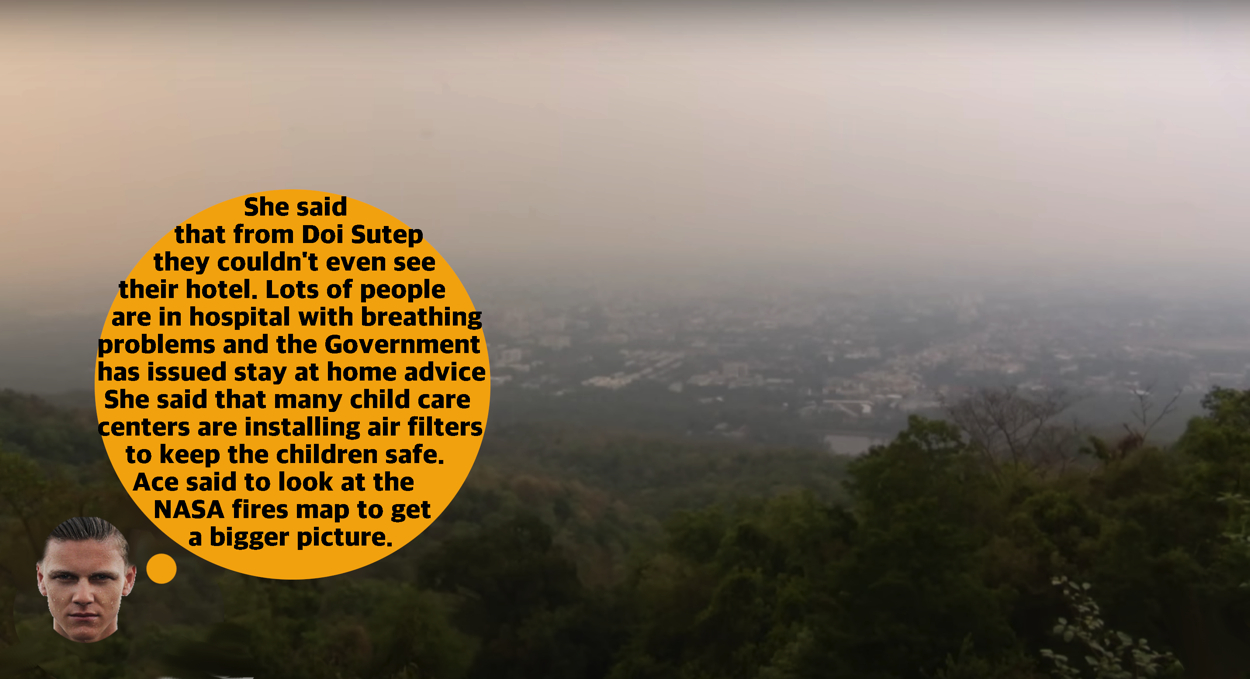 She said
that from Doi Sutep
they couldn't even see
their hotel. Lots of people
are in hospital with breathing
problems and the Government
has issued stay at home advice
She said that many child care
centers are installing air filters
to keep the children safe.
Ace said to look at the
NASA fires map to get
a bigger picture.